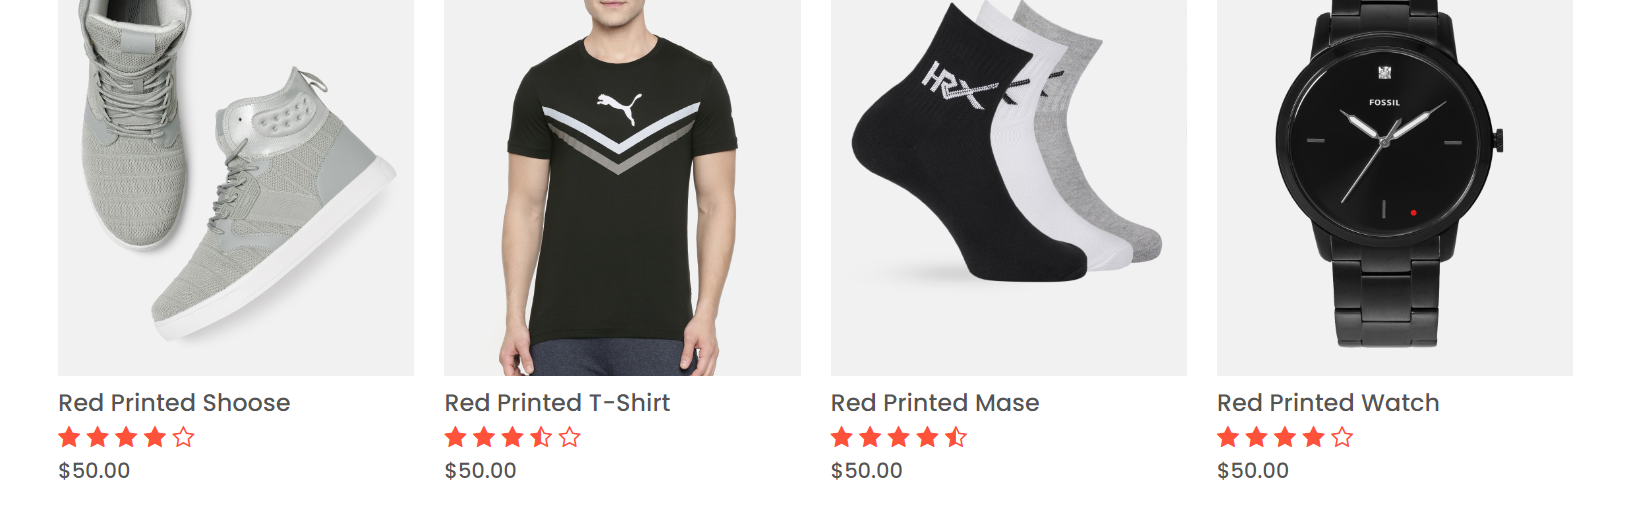 HRX
FOSSIL
Red Printed Shoose
Red Printed T-Shirt
Red Printed Mase
Red Printed Watch
$50.00
$50.00
$50.00
$50.00